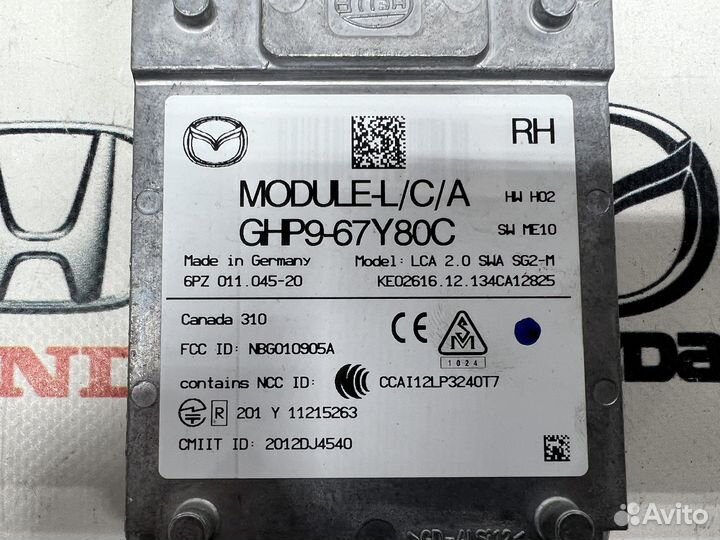 HELLA
RH
MODULE-L/C/A
HW H02
GHP9-67Y80C
SW ME10
Made in Germany
Model: LCA 2.0 SWA SG2-M
6PZ 011.045-20
KE02616.12.134CA12825
Canada 310
CE
FCC ID: NBG010905A
1024
contains NCC ID:
CCAI12LP3240T7
R 201 Y 11215263
CMIIT ID: 2012DJ4540
Avito